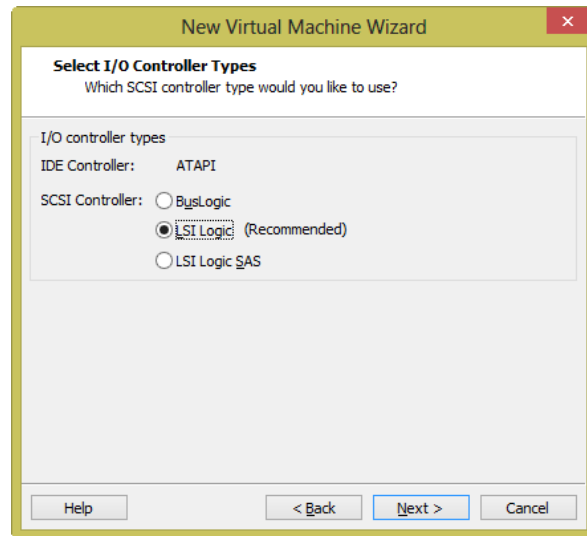 New Virtual Machine Wizard
Select I/O Controller Types
Which SCSI controller type would you like to use?
I/O controller types
IDE Controller: ATAPI
SCSI Controller: BusLogic
LSI Logic (Recommended)
LSI Logic SAS
Help < Back Next > Cancel